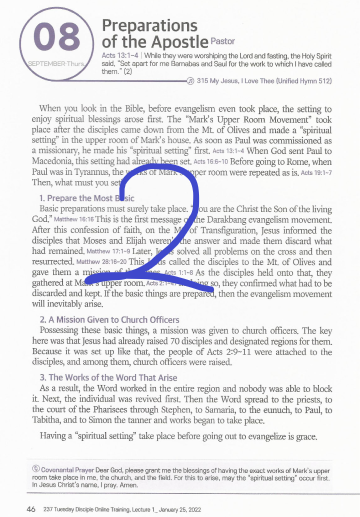 08
SEPTEMBER Thurs.
Preparations
of the Apostle Pastor
Acts 13:1~4 | While they were worshiping the Lord and fasting, the Holy Spirit
said, "Set apart for me Barnabas and Saul for the work to which I have called
them." (2)
315 My Jesus, I Love Thee (Unified Hymn 512)
When you look in the Bible, before evangelism even took place, the setting to
enjoy spiritual blessings arose first. The "Mark's Upper Room Movement" took
place after the disciples came down from the Mt. of Olives and made a "spiritual
setting" in the upper room of Mark's house. As soon as Paul was commissioned as
a missionary, he made his "spiritual setting" first, Acts 13:1~4 When God sent Paul to
Macedonia, this setting had already been set, Acts 16:6~10 Before going to Rome, when
Paul was in Tyrannus, the works of Mark's upper room were repeated as is. Acts 19:1~7
Then, what must you set
1. Prepare the Most Basic
Basic preparations must surely take place. "You are the Christ the Son of the living
God," Matthew 16:16 This is the first message of the Darakbang evangelism movement.
After this confession of faith, on the Mt. of Transfiguration, Jesus informed the
disciples that Moses and Elijah weren't the answer and made them discard what
had remained. Matthew 17:1~9 Later, Jesus solved all problems on the cross and then
resurrected, Matthew 28:16~20 This Jesus called the disciples to the Mt. of Olives and
gave them a mission of the things. Acts 1:1~8 As the disciples held onto that, they
gathered at Mark's upper room, Acts 2:1 doing so, they confirmed what had to be
discarded and kept. If the basic things are prepared, then the evangelism movement
will inevitably arise.
2. A Mission Given to Church Officers
Possessing these basic things, a mission was given to church officers. The key
here was that Jesus had already raised 70 disciples and designated regions for them.
Because it was set up like that, the people of Acts 2:9~11 were attached to the
disciples, and among them, church officers were raised.
3. The Works of the Word That Arise
As a result, the Word worked in the entire region and nobody was able to block
it. Next, the individual was revived first. Then the Word spread to the priests, to
the court of the Pharisees through Stephen, to Samaria, to the eunuch, to Paul, to
Tabitha, and to Simon the tanner and works began to take place.
Having a "spiritual setting" take place before going out to evangelize is grace.
Covenantal Prayer Dear God, please grant me the blessings of having the exact works of Mark's upper
room take place in me, the church, and the field. For this to arise, may the "spiritual setting" occur first.
In Jesus Christ's name, I pray. Amen.
46 237 Tuesday Disciple Online Training, Lecture 1_ January 25, 2022